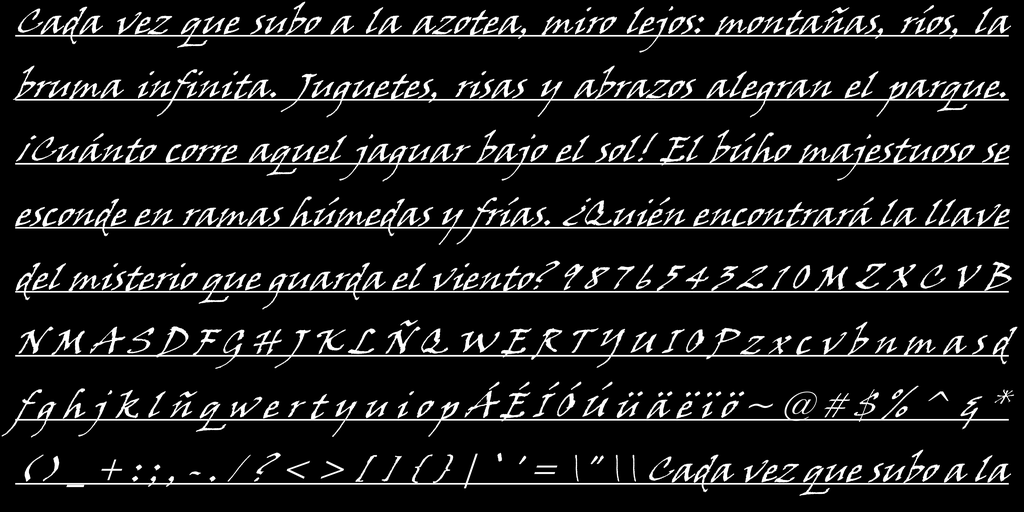 Cada vez que subo a la azotea, miro lejos: montañas, ríos, la
bruma infinita. Juguetes, risas y abrazos alegran el parque.
¡Cuánto corre aquel jaguar bajo el sol! El búho majestuoso se
esconde en ramas húmedas y frías. ¿Quién encontrará la llave
del misterio que guarda el viento? 9 8 7 6 5 4 3 2 1 0 M Z X C V B
N M A S D F G H J K L Ñ Q W E R T Y U I O P z x c v b n m a s d
f g h j k l ñ q w e r t y u i o p Á É Í Ó Ú ü ä ë ï ö ~ @ # $ % ^ & *
( ) _ + : ; , - . / ? < > [ ] { } | ` ' = \ " \ \ Cada vez que subo a la